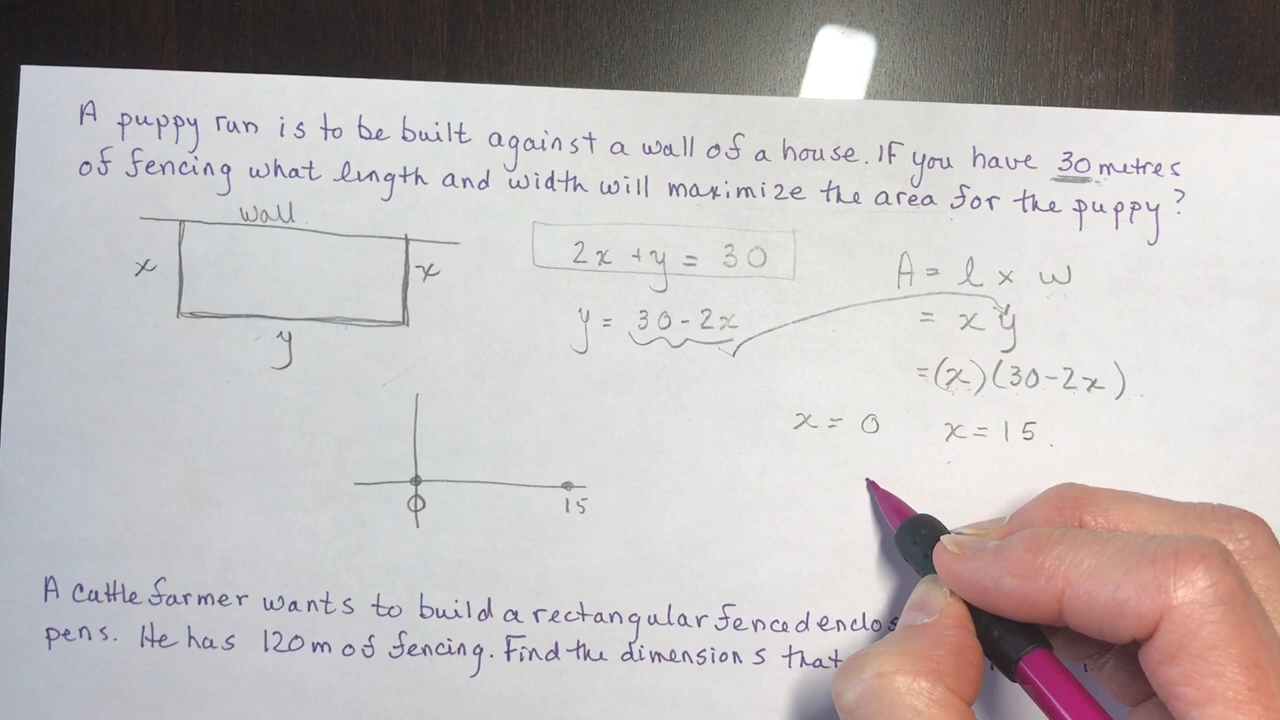 A puppy run is to be built against a wall of a house. If you have 30 metres
of fencing what length and width will maximize the area for the puppy?
wall
x
x
y
2x + y = 30
y = 30 - 2x
A = l x w
= x y
= (x)(30 - 2x)
x = 0 x = 15.
0
15
A cattle farmer wants to build a rectangular fenced
pens. He has 120m of fencing. Find the dimensions that